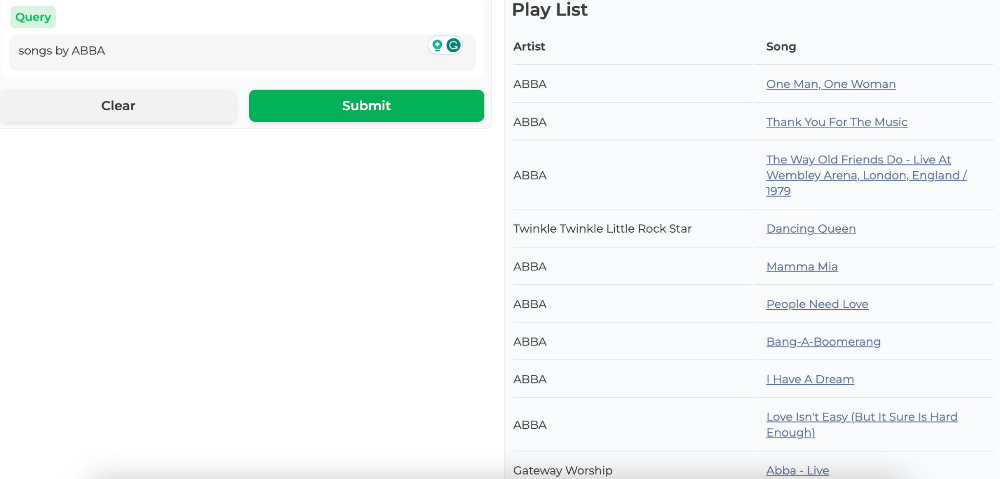 Query
songs by ABBA
Clear
Submit
Play List
Artist Song
ABBA One Man, One Woman
ABBA Thank You For The Music
ABBA The Way Old Friends Do - Live At
Wembley Arena, London, England /
1979
Twinkle Twinkle Little Rock Star Dancing Queen
ABBA Mamma Mia
ABBA People Need Love
ABBA Bang-A-Boomerang
ABBA I Have A Dream
ABBA Love Isn't Easy (But It Sure Is Hard
Enough)
Gateway Worship Abba - Live